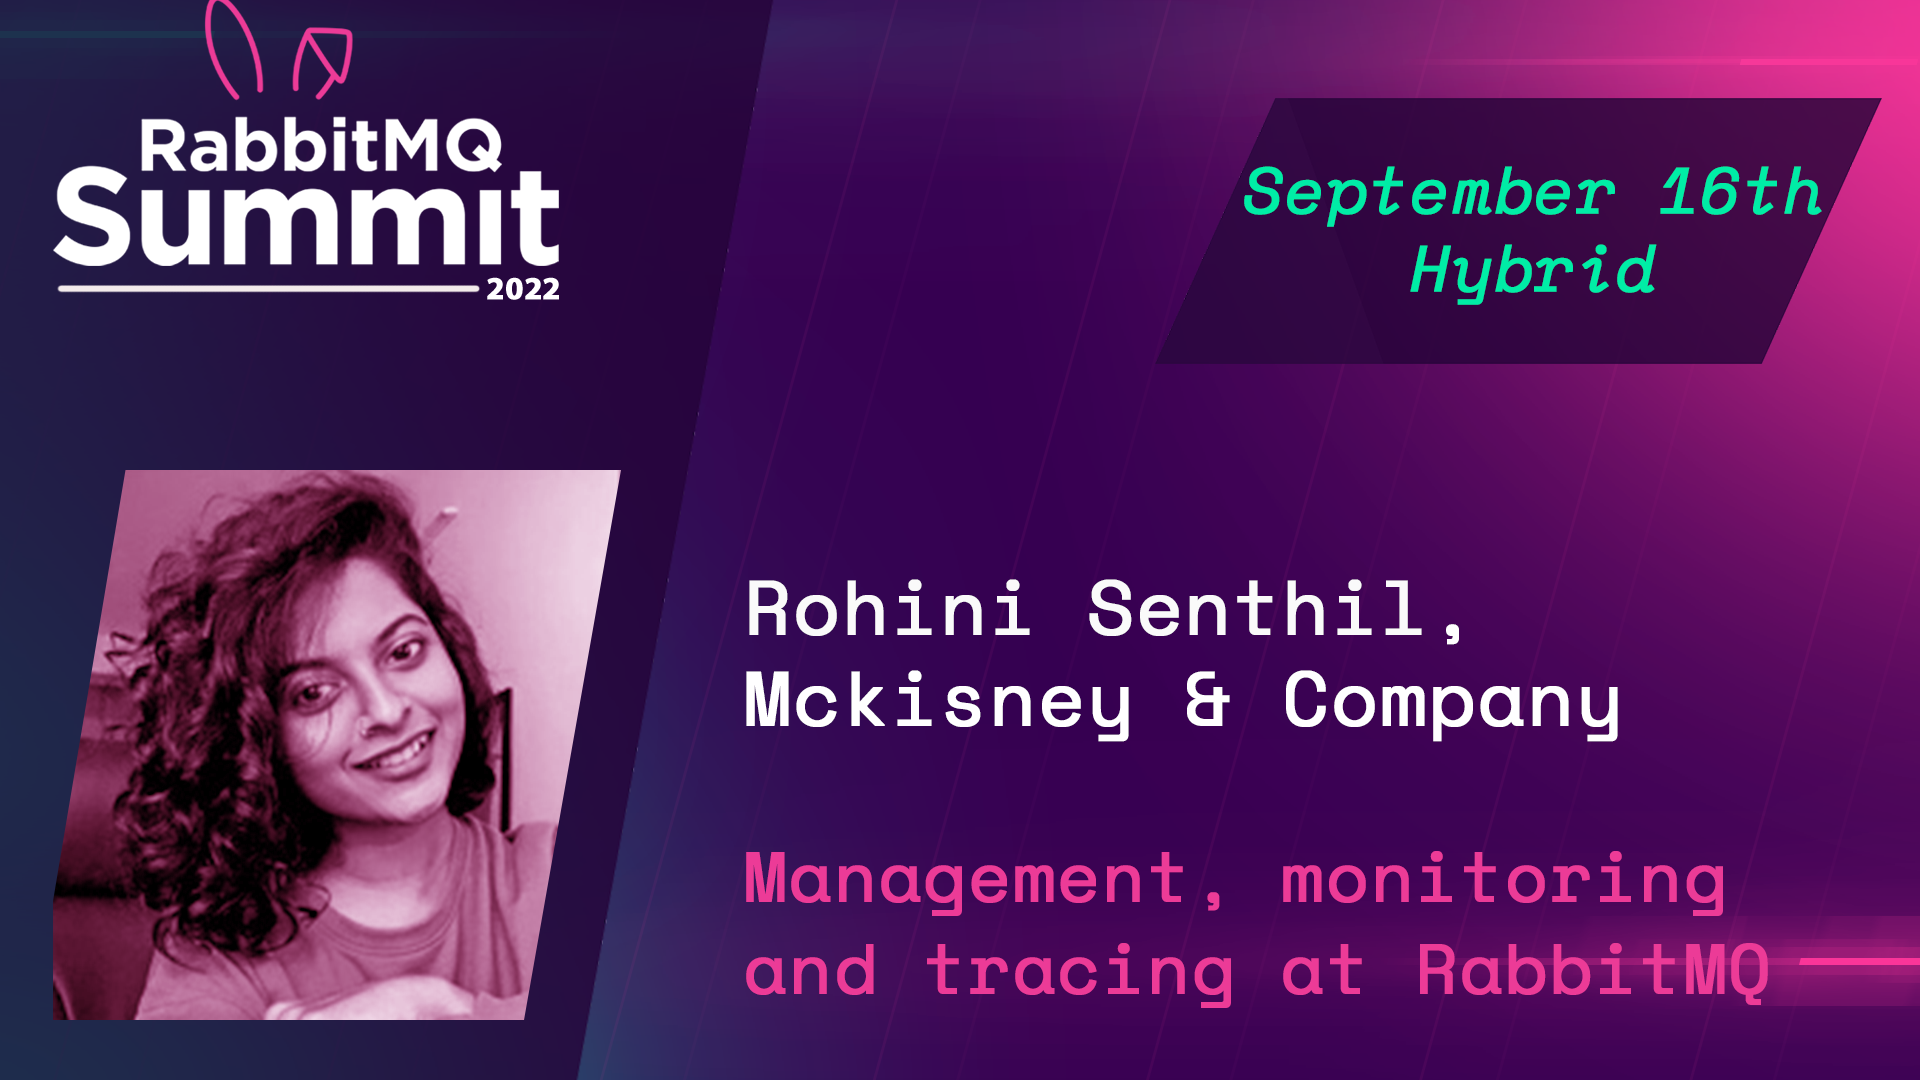 RabbitMQ
Summit
2022
September 16th
Hybrid
Rohini Senthil,
Mckisney & Company
Management, monitoring
and tracing at RabbitMQ